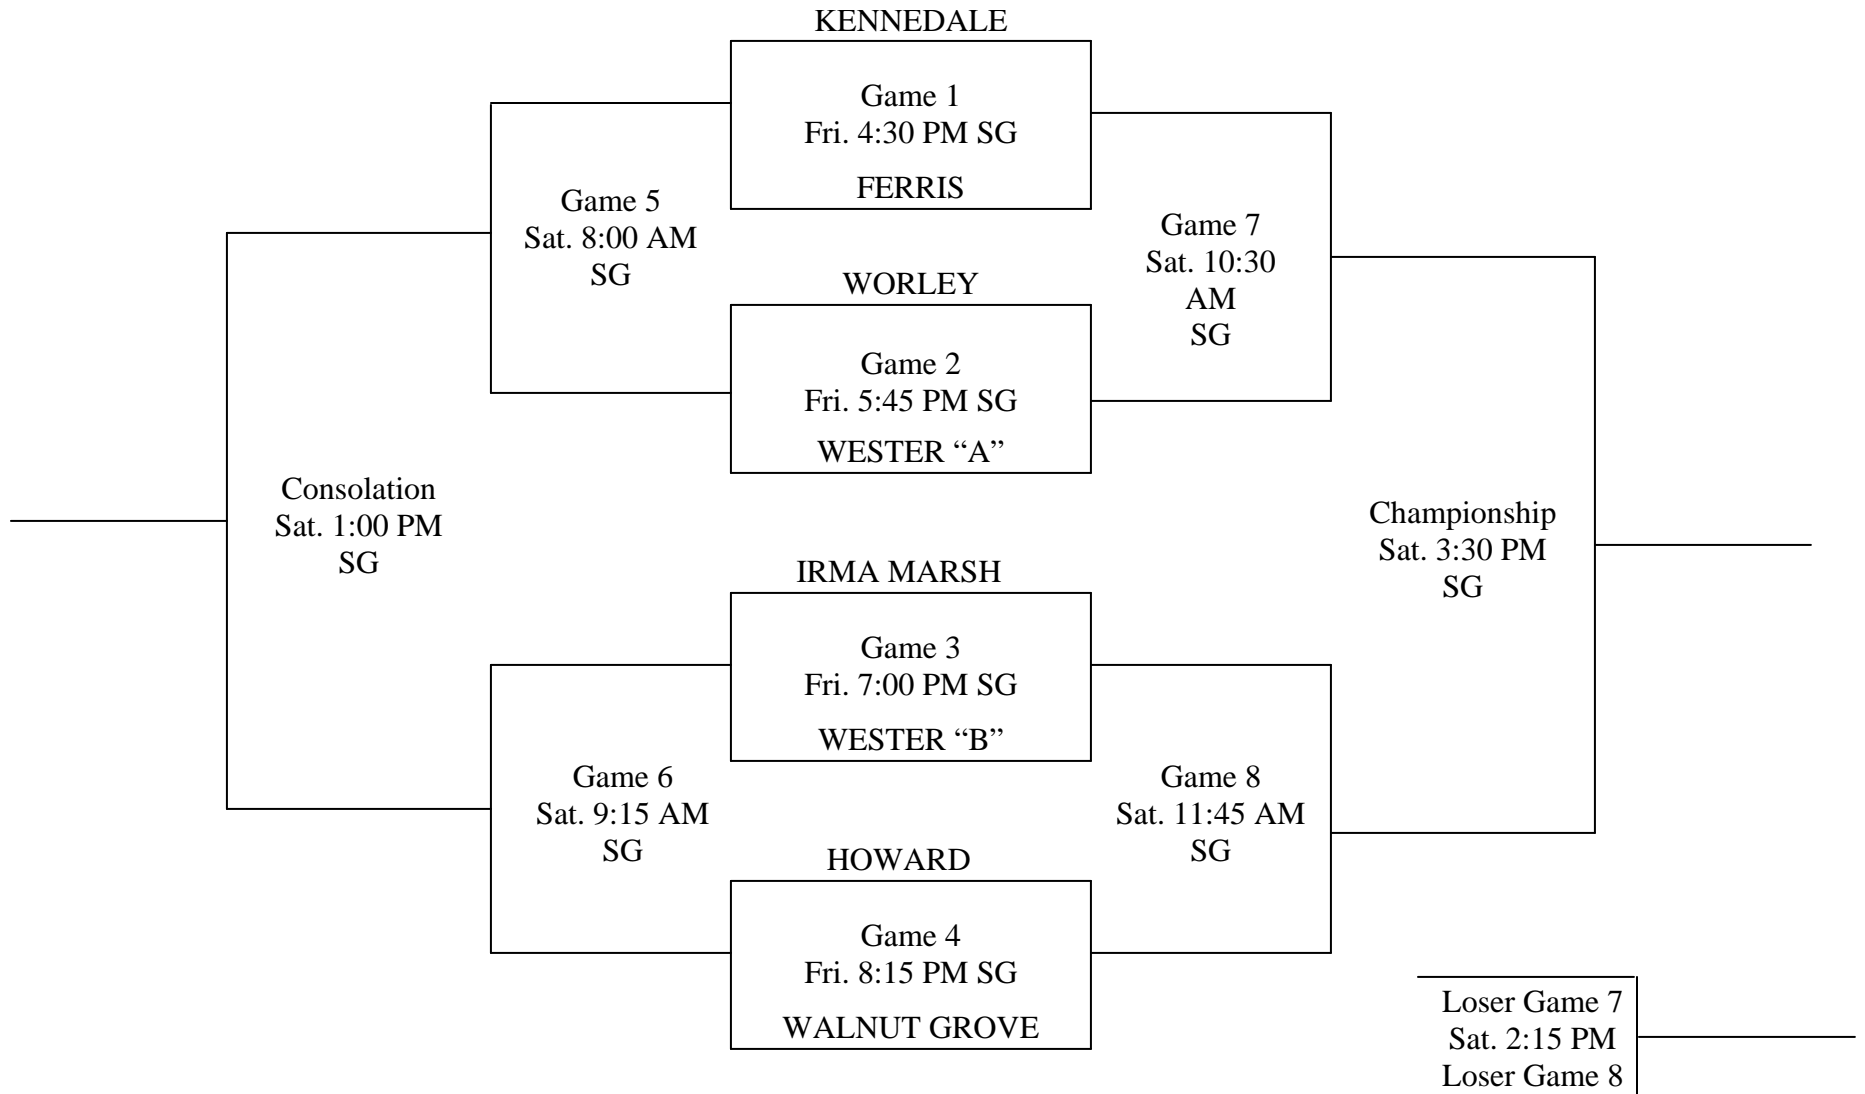 KENNEDALE
Game 1
Fri. 4:30 PM SG
FERRIS
Game 5
Sat. 8:00 AM
SG
Game 7
Sat. 10:30
AM
SG
WORLEY
Game 2
Fri. 5:45 PM SG
WESTER “A”
Consolation
Sat. 1:00 PM
SG
Championship
Sat. 3:30 PM
SG
IRMA MARSH
Game 3
Fri. 7:00 PM SG
WESTER “B”
Game 6
Sat. 9:15 AM
SG
Game 8
Sat. 11:45 AM
SG
HOWARD
Game 4
Fri. 8:15 PM SG
WALNUT GROVE
Loser Game 7
Sat. 2:15 PM
Loser Game 8